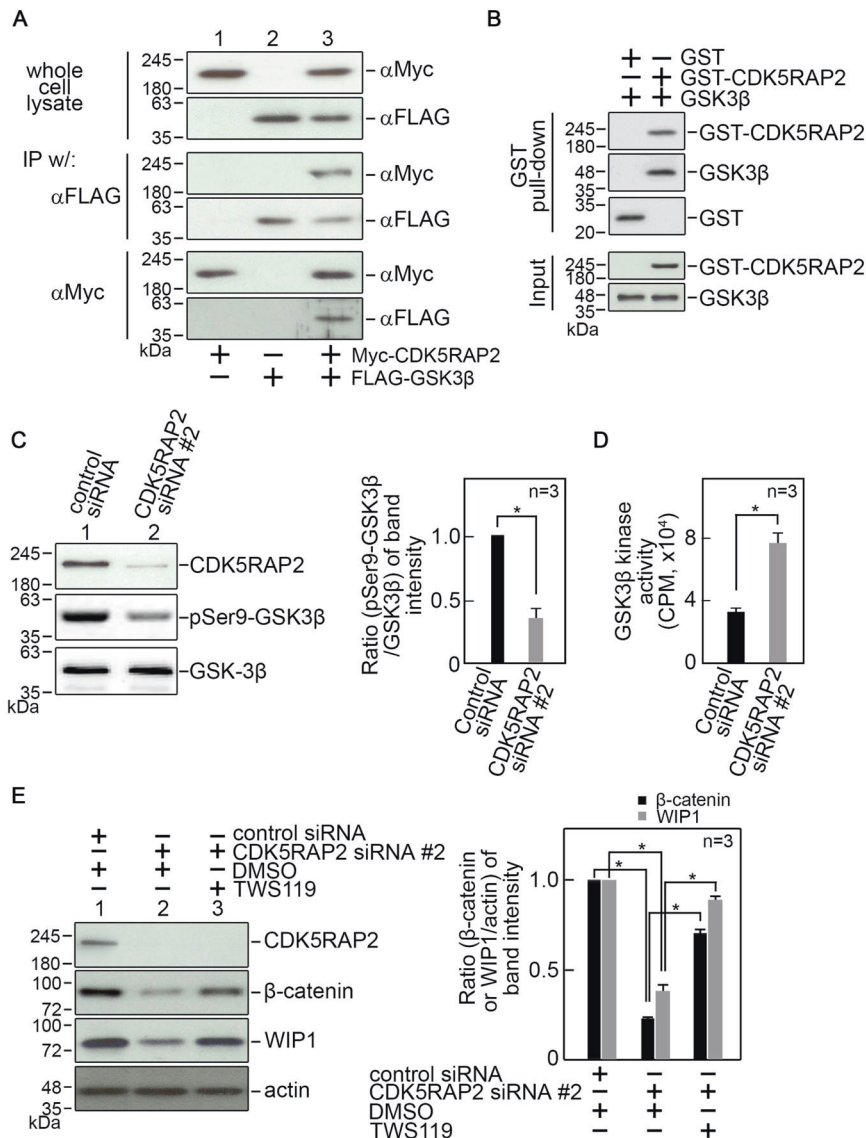 A
1 2 3
whole
cell
lysate
245
180
αMyc
63
35
αFLAG
IP w/:
αFLAG
245
180
αMyc
63
35
αFLAG
αMyc
245
180
αMyc
63
35
αFLAG
kDa
+ − + Myc-CDK5RAP2
− + + FLAG-GSK3β
B
+ − GST
− + GST-CDK5RAP2
+ + GSK3β
GST
pull-down
245
180
GST-CDK5RAP2
63
48
35
GSK3β
35
20
GST
Input
245
180
GST-CDK5RAP2
63
48
35
GSK3β
kDa
C
control
siRNA
CDK5RAP2
siRNA #2
1 2
245
180
CDK5RAP2
63
35
pSer9-GSK3β
63
35
GSK-3β
kDa
Ratio (pSer9-GSK3β
/GSK3β) of band
intensity
n=3
*
1.0
0.5
0
Control
siRNA
CDK5RAP2
siRNA #2
D
GSK3β kinase
activity
(CPM, x10⁴)
n=3
*
8
4
0
Control
siRNA
CDK5RAP2
siRNA #2
E
+ − − control siRNA
− + + CDK5RAP2 siRNA #2
+ + − DMSO
− − + TWS119
1 2 3
245
180
CDK5RAP2
100
72
β-catenin
100
72
WIP1
63
48
35
actin
kDa
β-catenin
WIP1
Ratio (β-catenin
or WIP1/actin) of
band intensity
n=3
* * * *
1.0
0.5
0
control siRNA + − −
CDK5RAP2 siRNA #2 − + +
DMSO + + −
TWS119 − − +